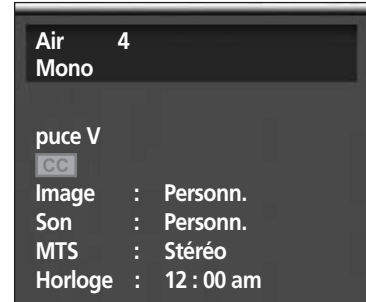 Air 4
Mono
puce V
CC
Image : Personn.
Son : Personn.
MTS : Stéréo
Horloge : 12 : 00 am